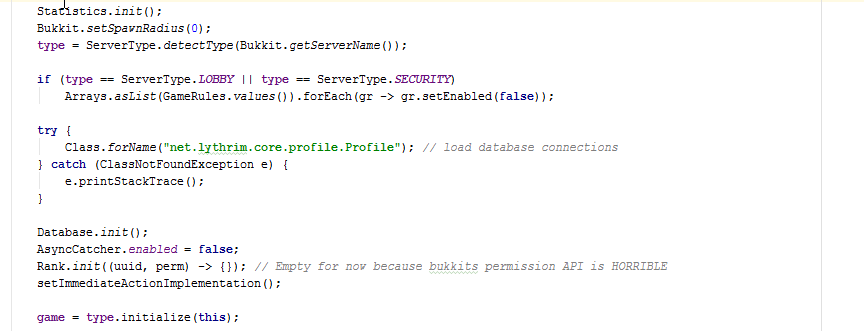 Statistics.init();
Bukkit.setSpawnRadius(0);
type = ServerType.detectType(Bukkit.getServerName());
if (type == ServerType.LOBBY || type == ServerType.SECURITY)
Arrays.asList(GameRules.values()).forEach(gr -> gr.setEnabled(false));
try {
Class.forName("net.lythrim.core.profile.Profile"); // load database connections
} catch (ClassNotFoundException e) {
e.printStackTrace();
}
Database.init();
AsyncCatcher.enabled = false;
Rank.init((uuid, perm) -> {}); // Empty for now because bukkits permission API is HORRIBLE
setImmediateActionImplementation();
game = type.initialize(this);